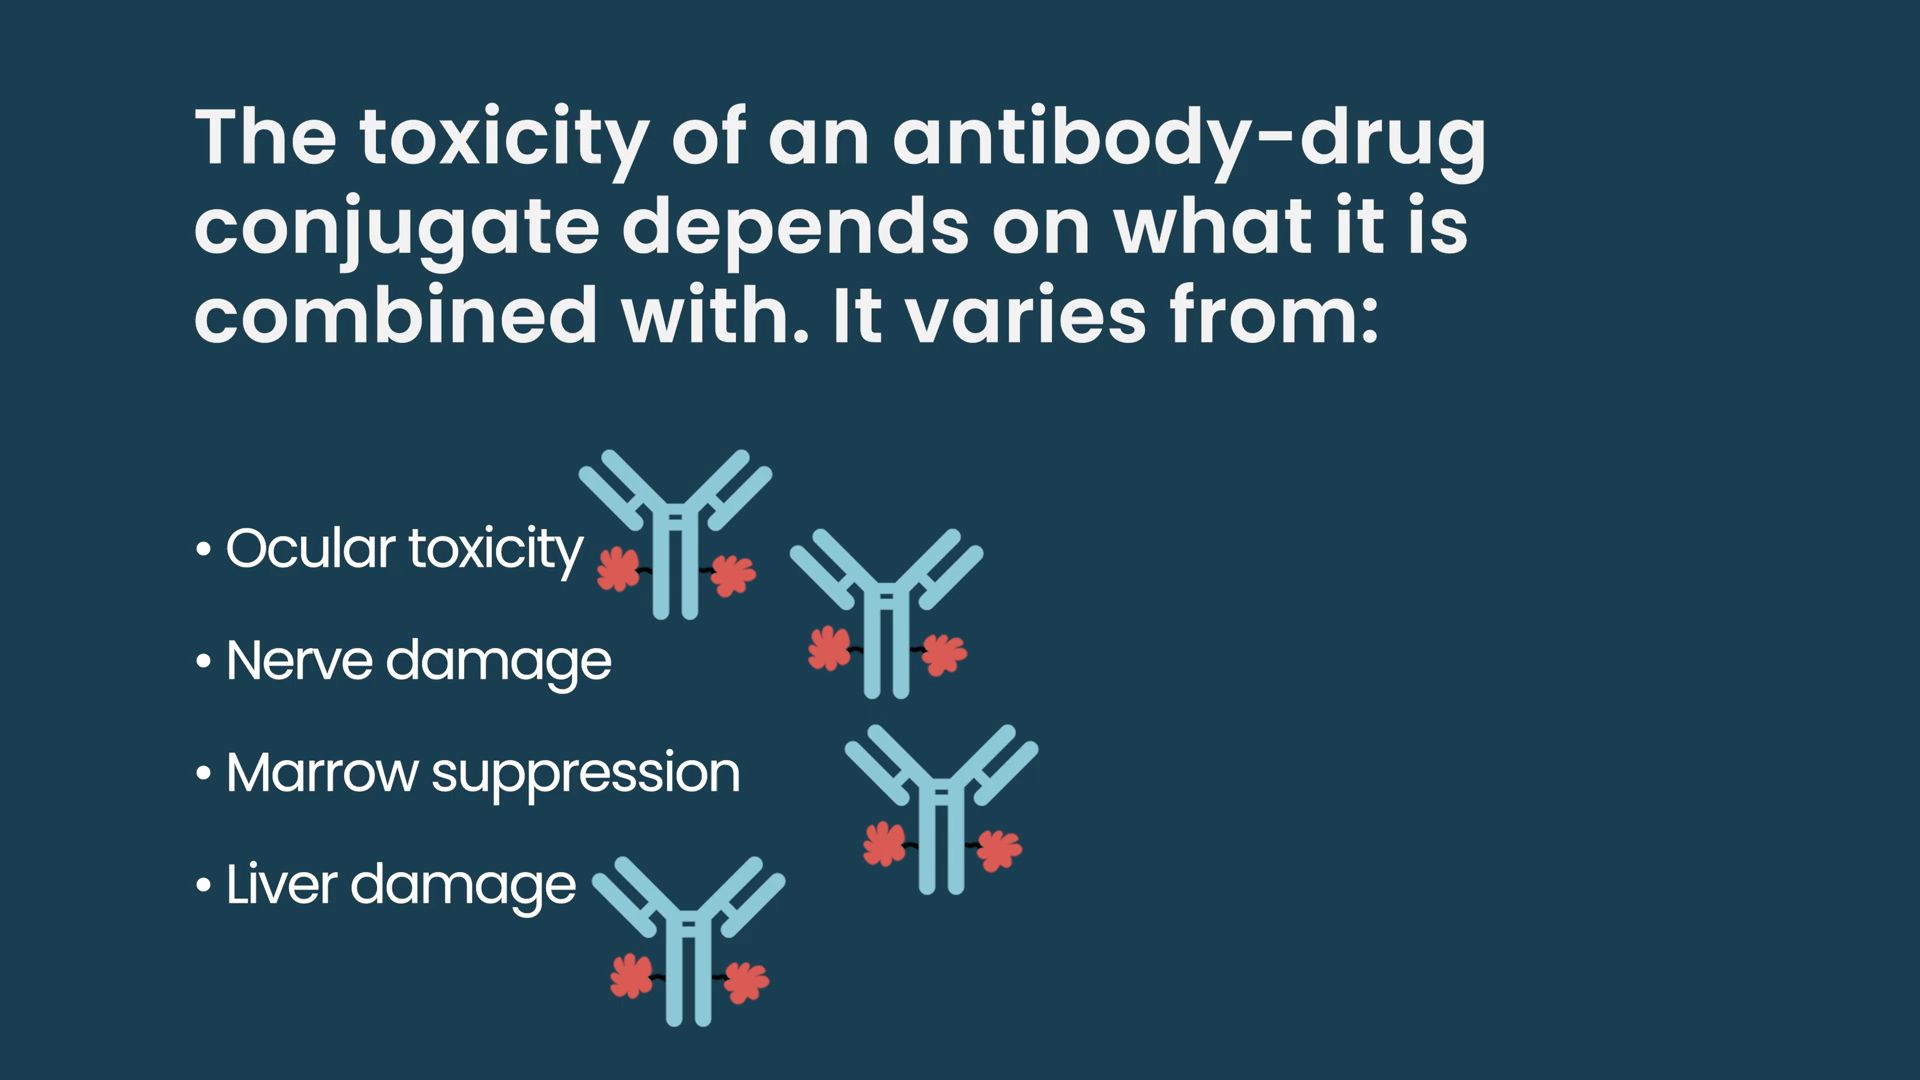 The toxicity of an antibody-drug
conjugate depends on what it is
combined with. It varies from:
• Ocular toxicity
• Nerve damage
• Marrow suppression
• Liver damage